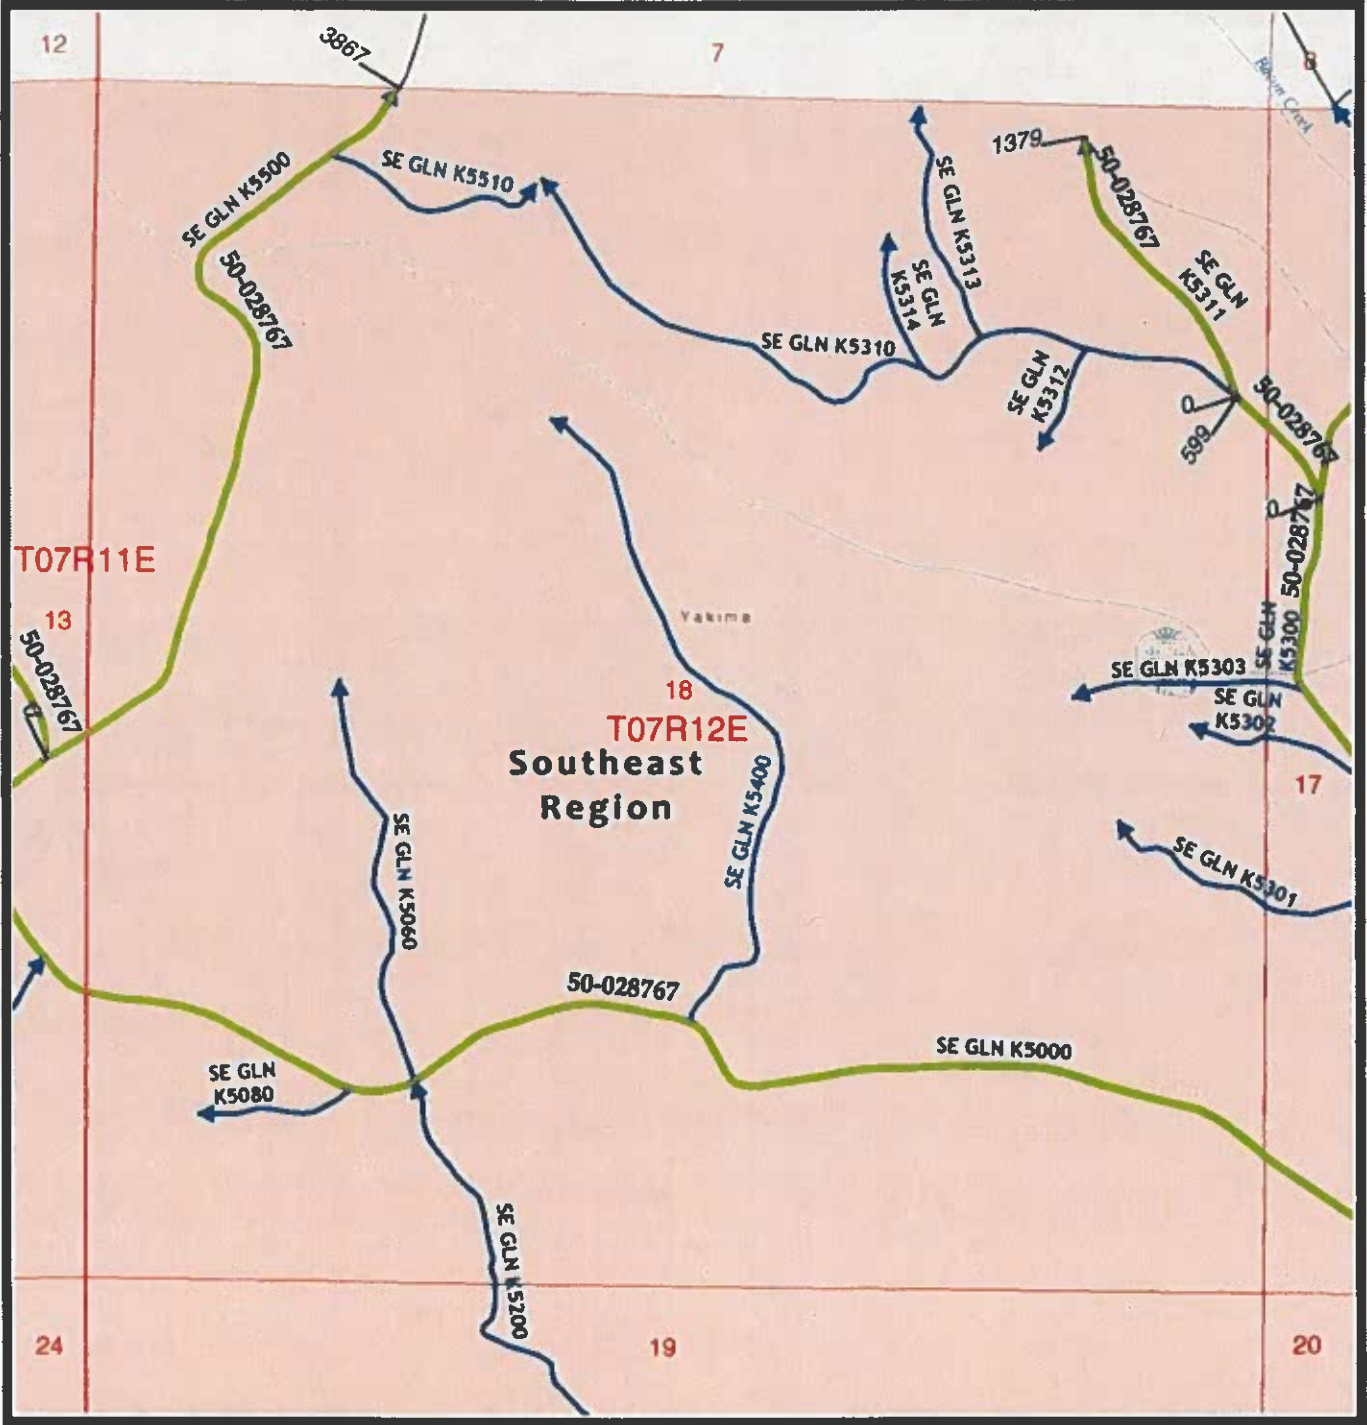 12
3867
7
8
SE GLN K5500
SE GLN K5510
50-028767
SE GLN K5313
SE GLN
K5314
1379
50-028767
SE GLN
K5311
SE GLN K5310
SE GLN
K5312
0
599
50-028767
0
50-028767
T07R11E
13
50-028767
Yakima
SE GLN
K5300
SE GLN K5303
SE GLN
K5302
18
T07R12E
Southeast
Region
17
SE GLN K5400
SE GLN K5060
SE GLN K5301
50-028767
SE GLN K5000
SE GLN
K5080
SE GLN K5200
24
19
20